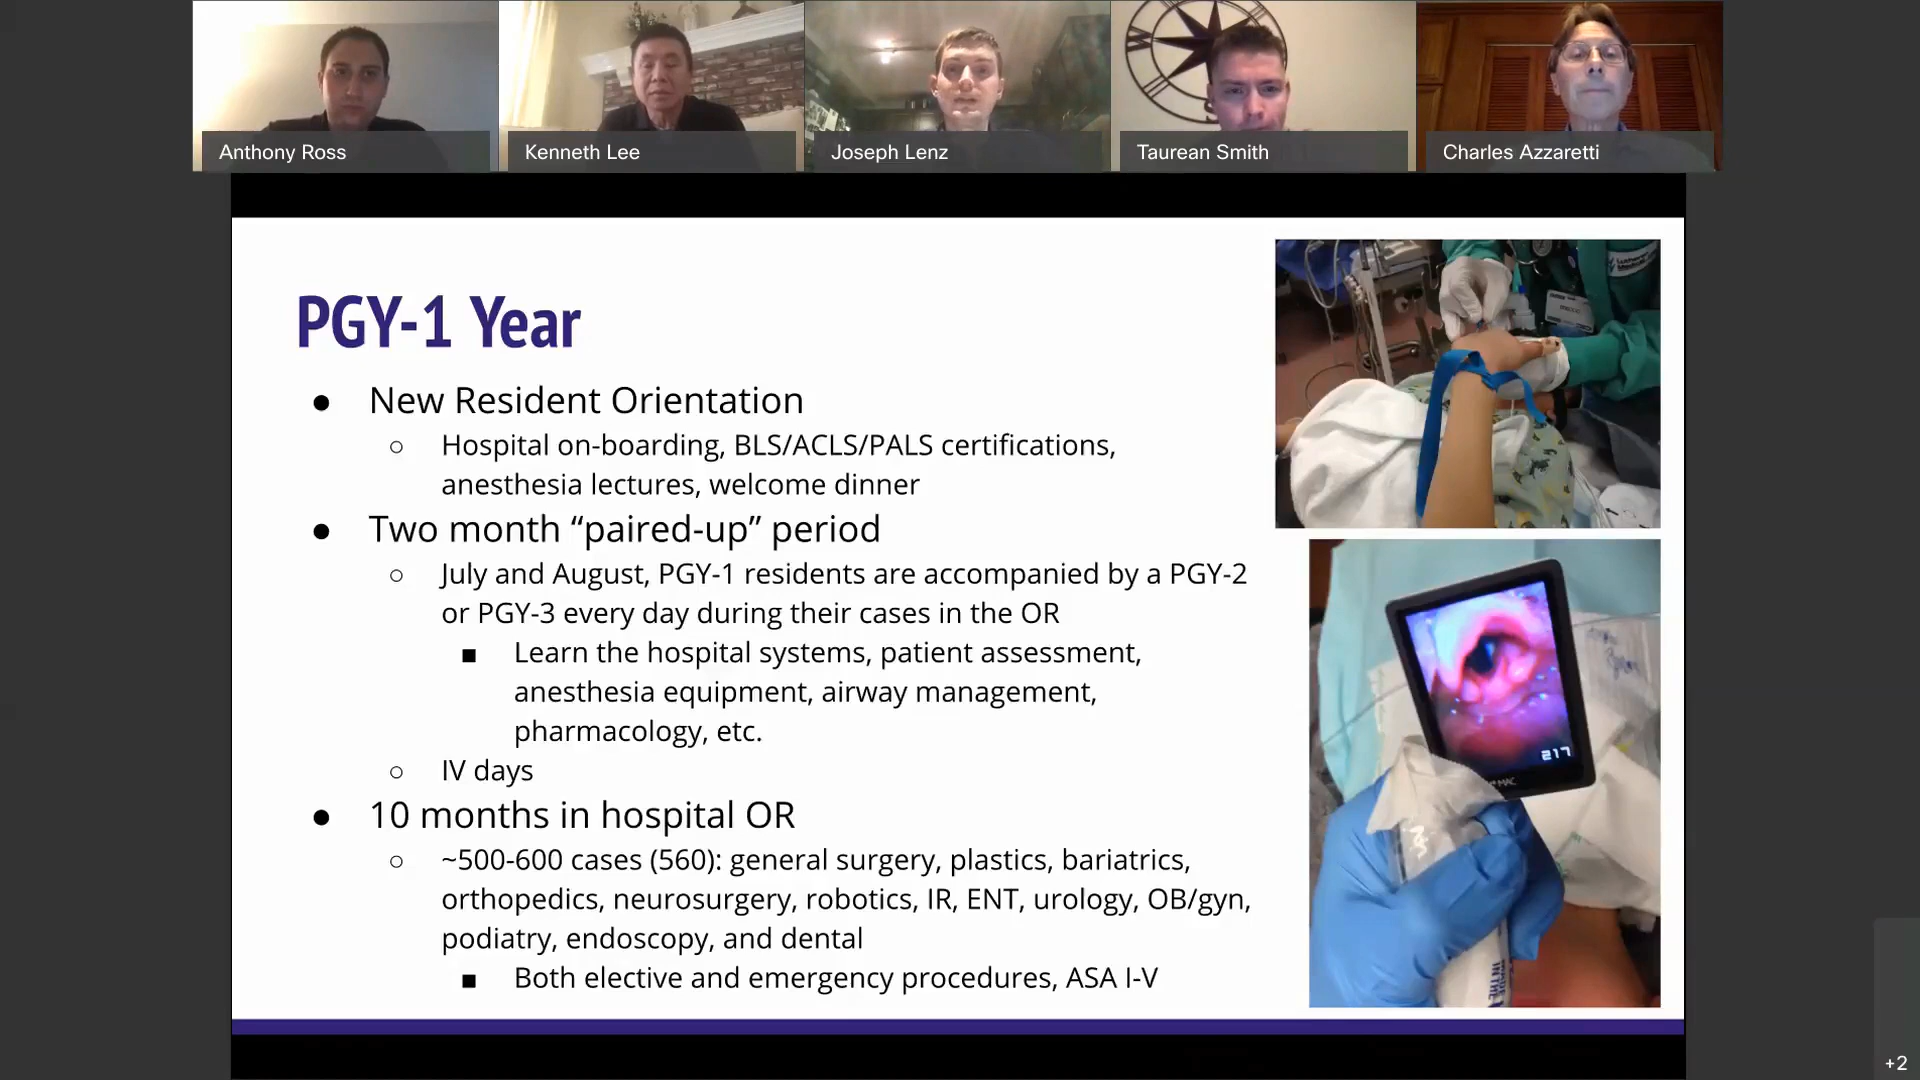 Anthony Ross
Kenneth Lee
Joseph Lenz
Taurean Smith
Charles Azzaretti
PGY-1 Year
● New Resident Orientation
○ Hospital on-boarding, BLS/ACLS/PALS certifications,
anesthesia lectures, welcome dinner
● Two month “paired-up” period
○ July and August, PGY-1 residents are accompanied by a PGY-2
or PGY-3 every day during their cases in the OR
■ Learn the hospital systems, patient assessment,
anesthesia equipment, airway management,
pharmacology, etc.
○ IV days
● 10 months in hospital OR
○ ~500-600 cases (560): general surgery, plastics, bariatrics,
orthopedics, neurosurgery, robotics, IR, ENT, urology, OB/gyn,
podiatry, endoscopy, and dental
■ Both elective and emergency procedures, ASA I-V
217
MAC
+2